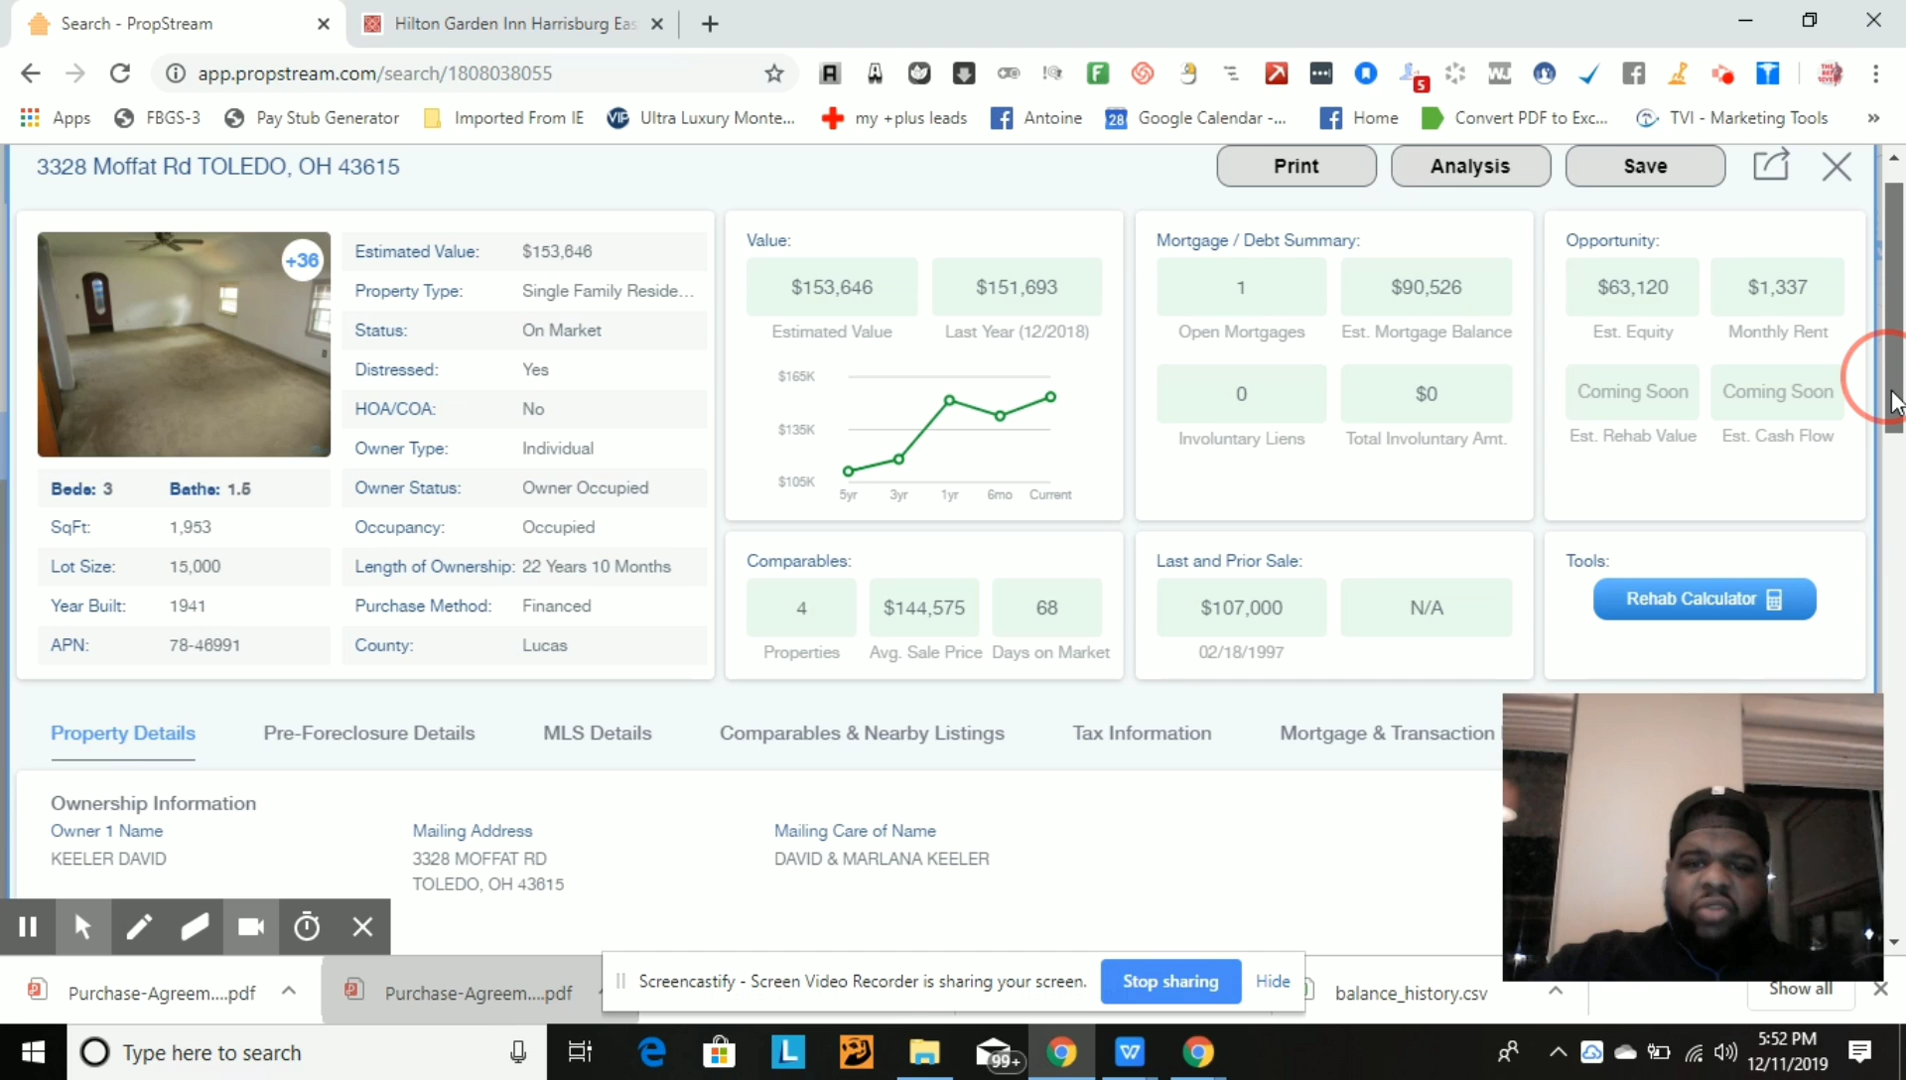 Search - PropStream
Hilton Garden Inn Harrisburg Eas
app.propstream.com/search/1808038055
5
Apps
FBGS-3
Pay Stub Generator
Imported From IE
VIP
Ultra Luxury Monte...
my +plus leads
Antoine
28
Google Calendar -...
Home
Convert PDF to Exc...
TVI - Marketing Tools
»
3328 Moffat Rd TOLEDO, OH 43615
Print
Analysis
Save
+36
Beds: 3 Baths: 1.5
SqFt: 1,953
Lot Size: 15,000
Year Built: 1941
APN: 78-46991
Estimated Value: $153,646
Property Type: Single Family Reside...
Status: On Market
Distressed: Yes
HOA/COA: No
Owner Type: Individual
Owner Status: Owner Occupied
Occupancy: Occupied
Length of Ownership: 22 Years 10 Months
Purchase Method: Financed
County: Lucas
Value:
$153,646 $151,693
Estimated Value Last Year (12/2018)
$165K
$135K
$105K
5yr 3yr 1yr 6mo Current
Mortgage / Debt Summary:
1 $90,526
Open Mortgages Est. Mortgage Balance
0 $0
Involuntary Liens Total Involuntary Amt.
Opportunity:
$63,120 $1,337
Est. Equity Monthly Rent
Coming Soon Coming Soon
Est. Rehab Value Est. Cash Flow
Comparables:
4 $144,575 68
Properties Avg. Sale Price Days on Market
Last and Prior Sale:
$107,000 N/A
02/18/1997
Tools:
Rehab Calculator
Property Details
Pre-Foreclosure Details
MLS Details
Comparables & Nearby Listings
Tax Information
Mortgage & Transaction
Ownership Information
Owner 1 Name Mailing Address Mailing Care of Name
KEELER DAVID 3328 MOFFAT RD DAVID & MARLANA KEELER
TOLEDO, OH 43615
Purchase-Agreem....pdf
Purchase-Agreem....pdf
Screencastify - Screen Video Recorder is sharing your screen.
Stop sharing
Hide
balance_history.csv
Show all
Type here to search
99+
5:52 PM
12/11/2019